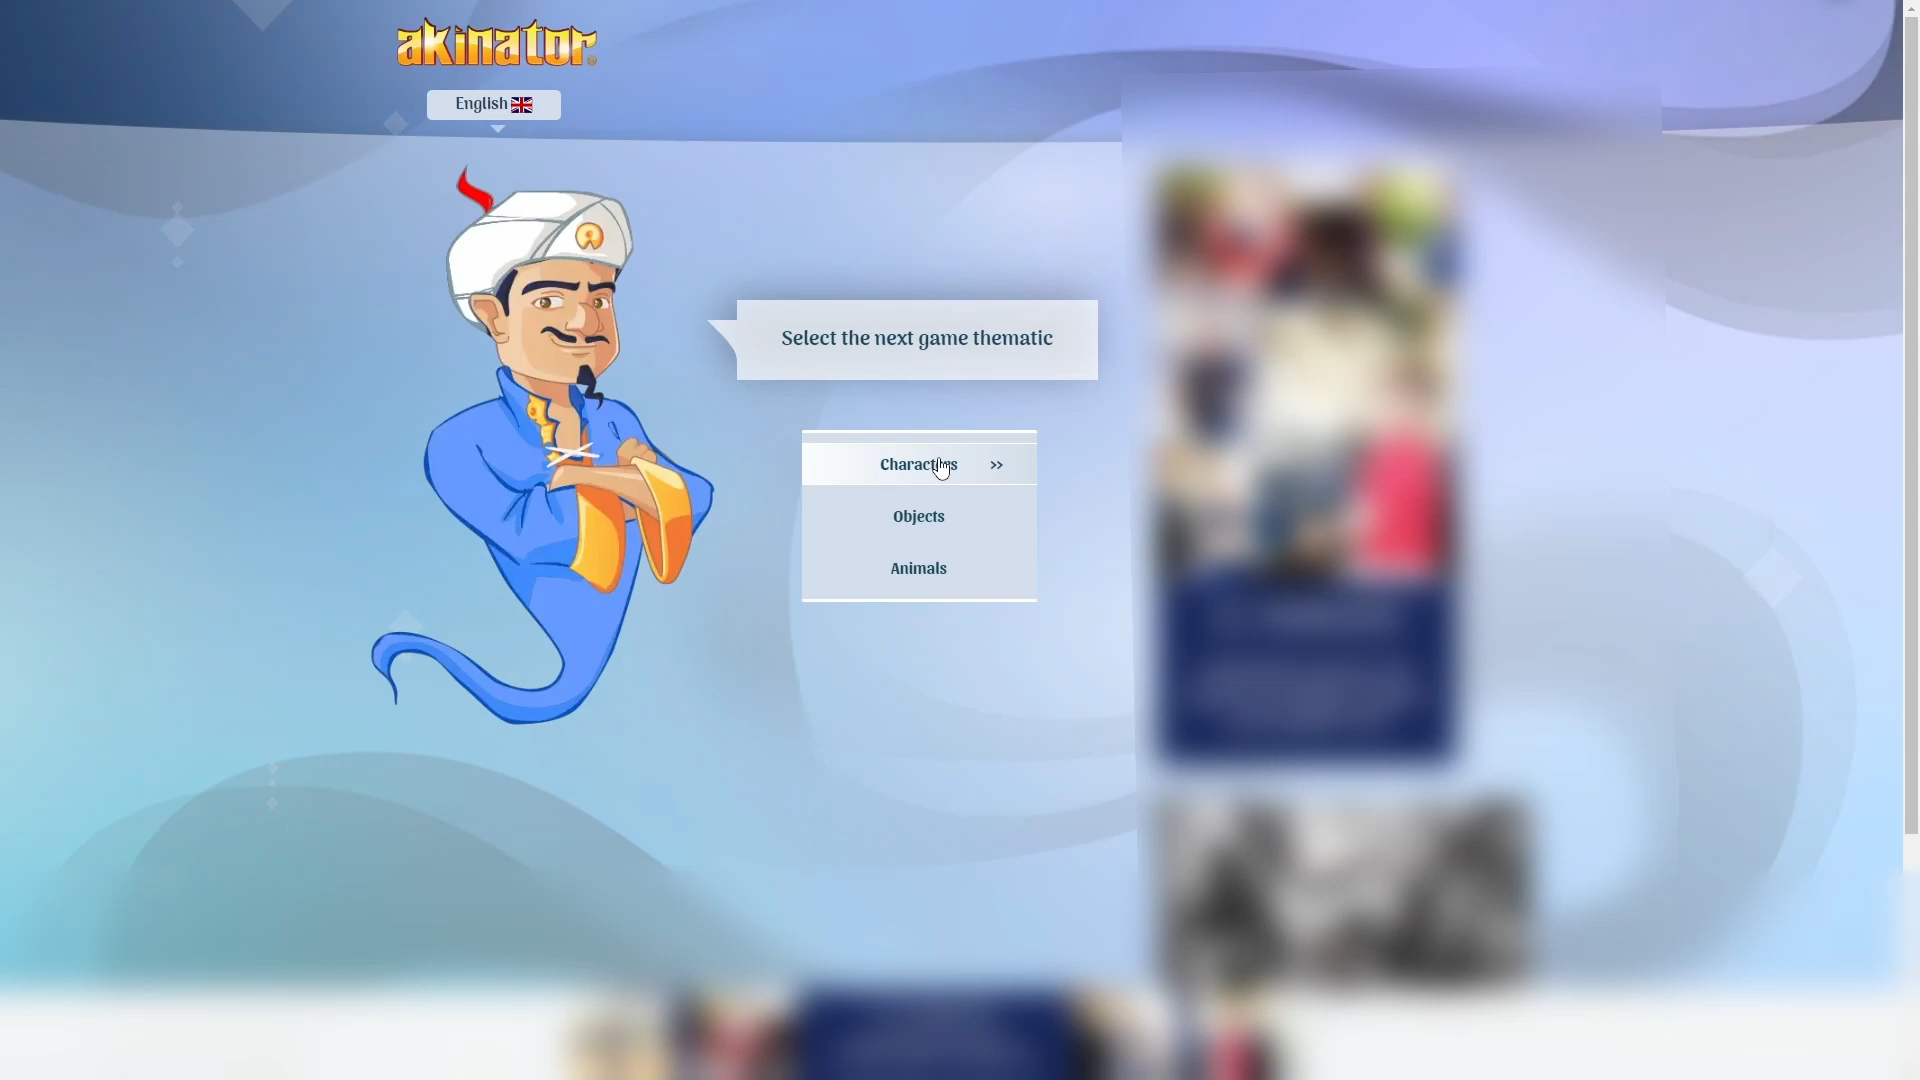 akinator®
English
Select the next game thematic
Characters >>
Objects
Animals